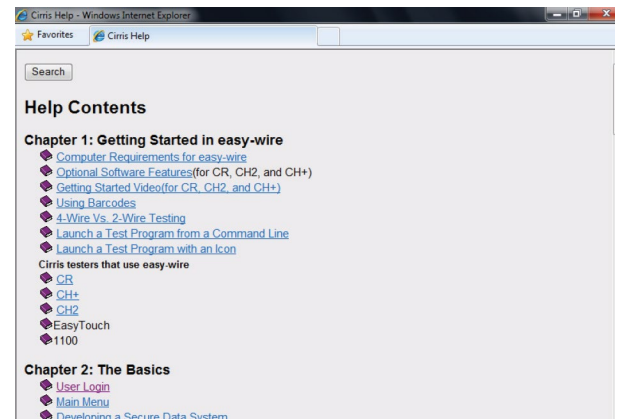 Cirris Help - Windows Internet Explorer
Favorites Cirris Help
Search
Help Contents
Chapter 1: Getting Started in easy-wire
Computer Requirements for easy-wire
Optional Software Features(for CR, CH2, and CH+)
Getting Started Video(for CR, CH2, and CH+)
Using Barcodes
4-Wire Vs. 2-Wire Testing
Launch a Test Program from a Command Line
Launch a Test Program with an Icon
Cirris testers that use easy-wire
CR
CH+
CH2
EasyTouch
1100
Chapter 2: The Basics
User Login
Main Menu
Developing a Secure Data System